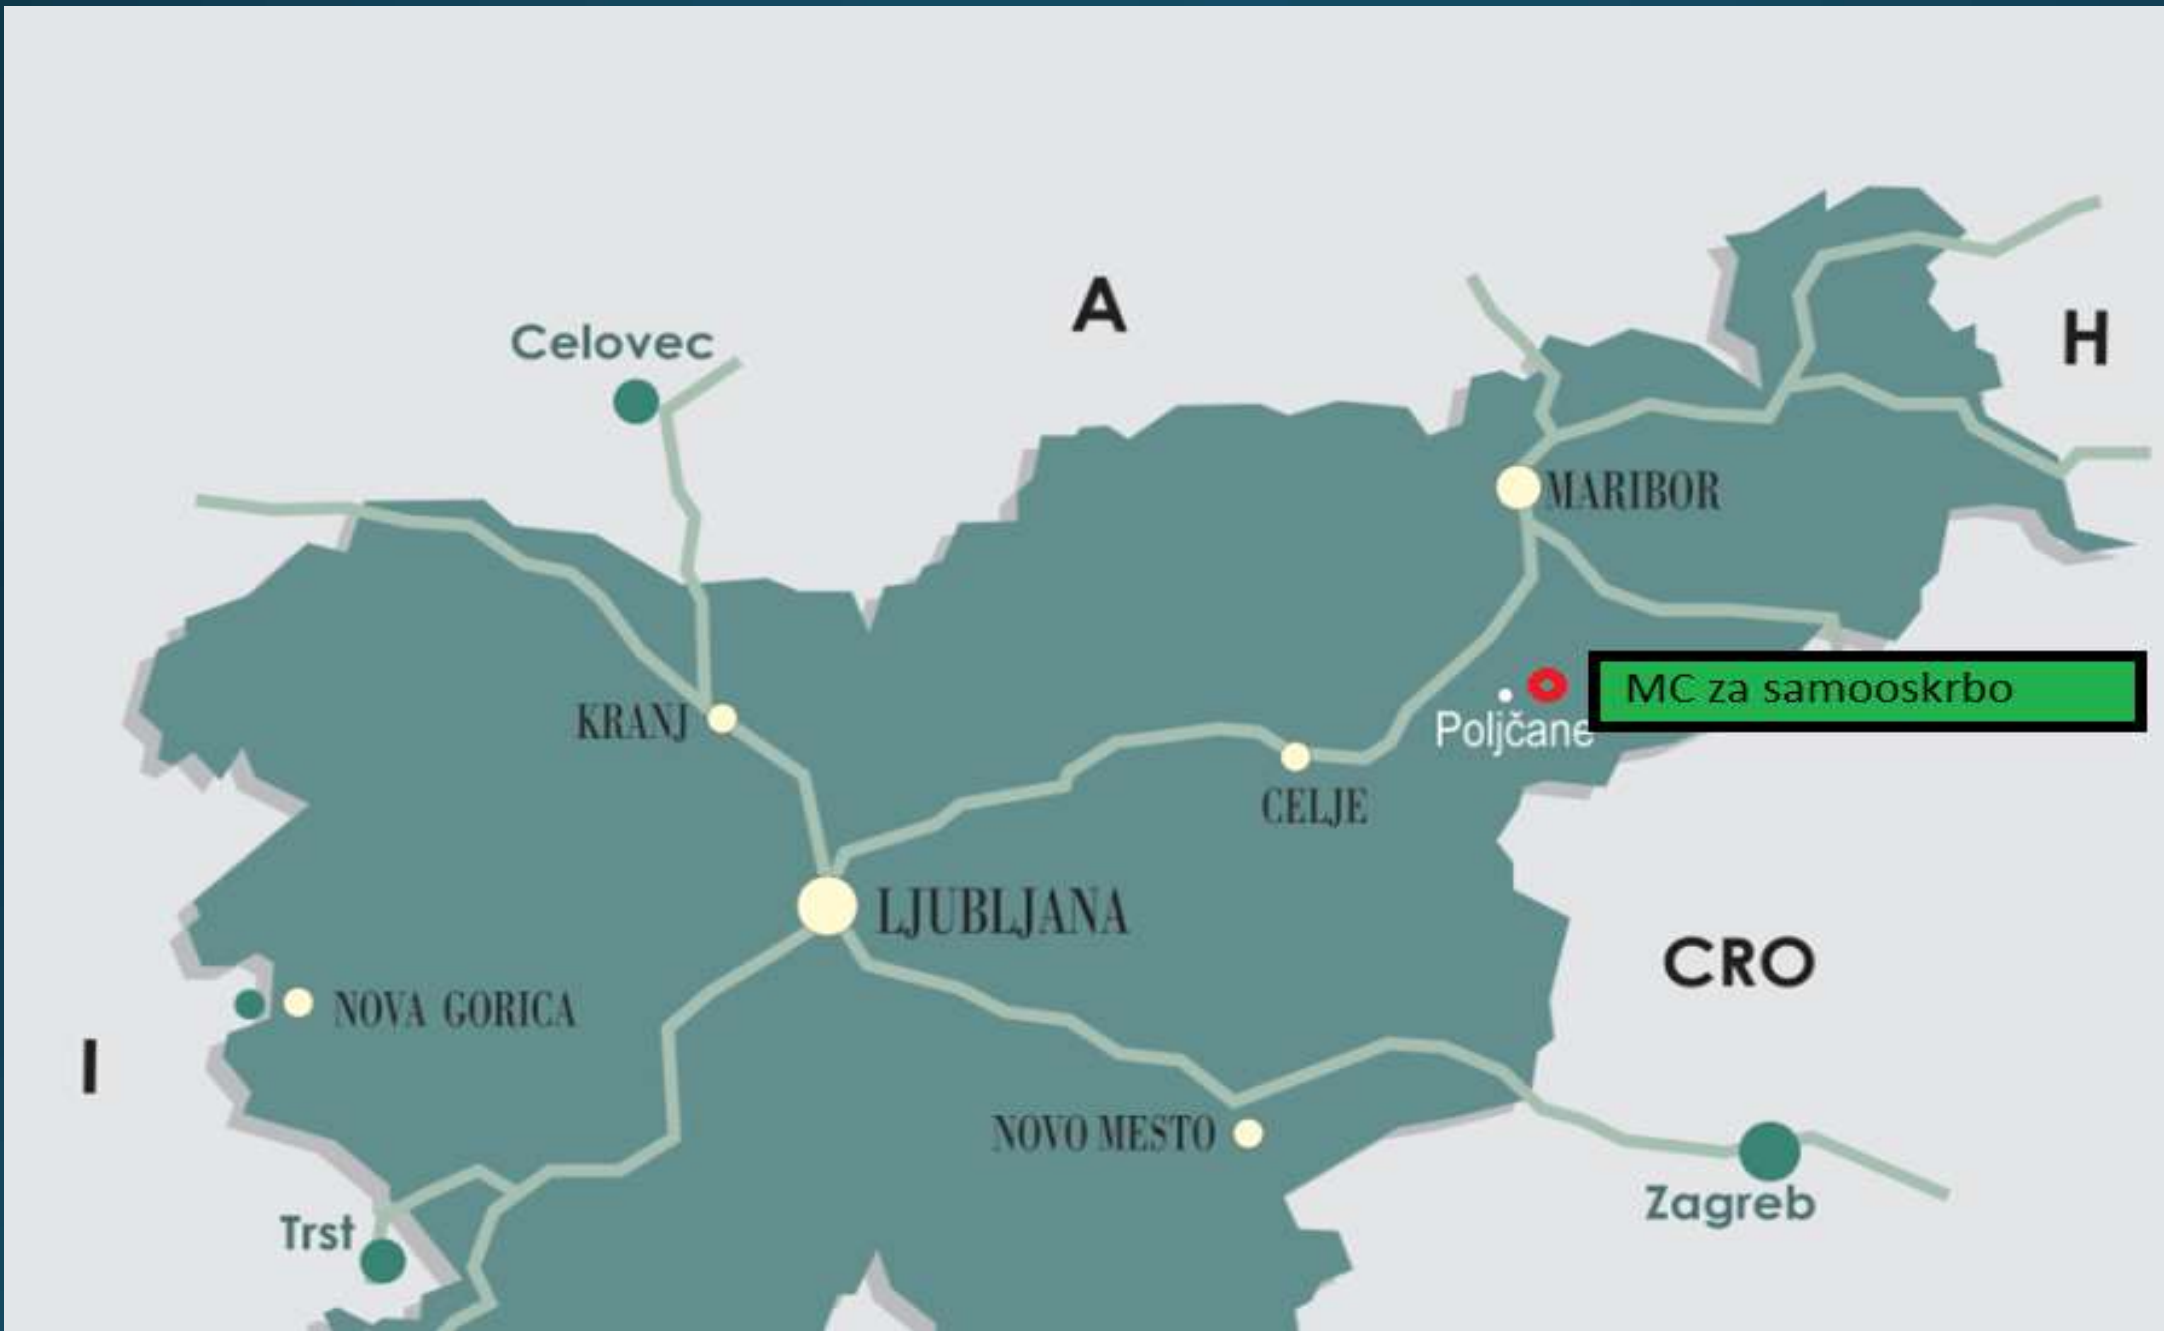 A
H
Celovec
MARIBOR
MC za samooskrbo
KRANJ
Poljčane
CELJE
LJUBLJANA
CRO
NOVA GORICA
I
NOVO MESTO
Zagreb
Trst